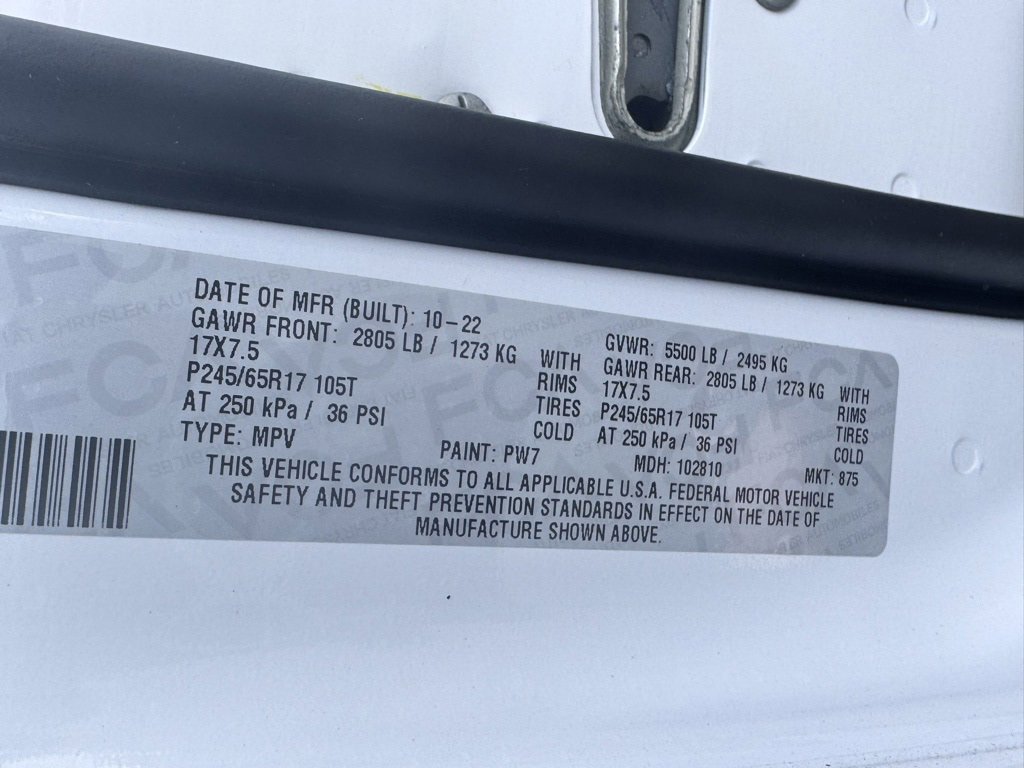 DATE OF MFR (BUILT): 10-22
GAWR FRONT: 2805 LB / 1273 KG WITH
17X7.5 RIMS
P245/65R17 105T TIRES
AT 250 kPa / 36 PSI COLD
GVWR: 5500 LB / 2495 KG
GAWR REAR: 2805 LB / 1273 KG WITH
17X7.5 RIMS
P245/65R17 105T TIRES
AT 250 kPa / 36 PSI COLD
TYPE: MPV PAINT: PW7 MDH: 102810 MKT: 875
THIS VEHICLE CONFORMS TO ALL APPLICABLE U.S.A. FEDERAL MOTOR VEHICLE
SAFETY AND THEFT PREVENTION STANDARDS IN EFFECT ON THE DATE OF
MANUFACTURE SHOWN ABOVE.